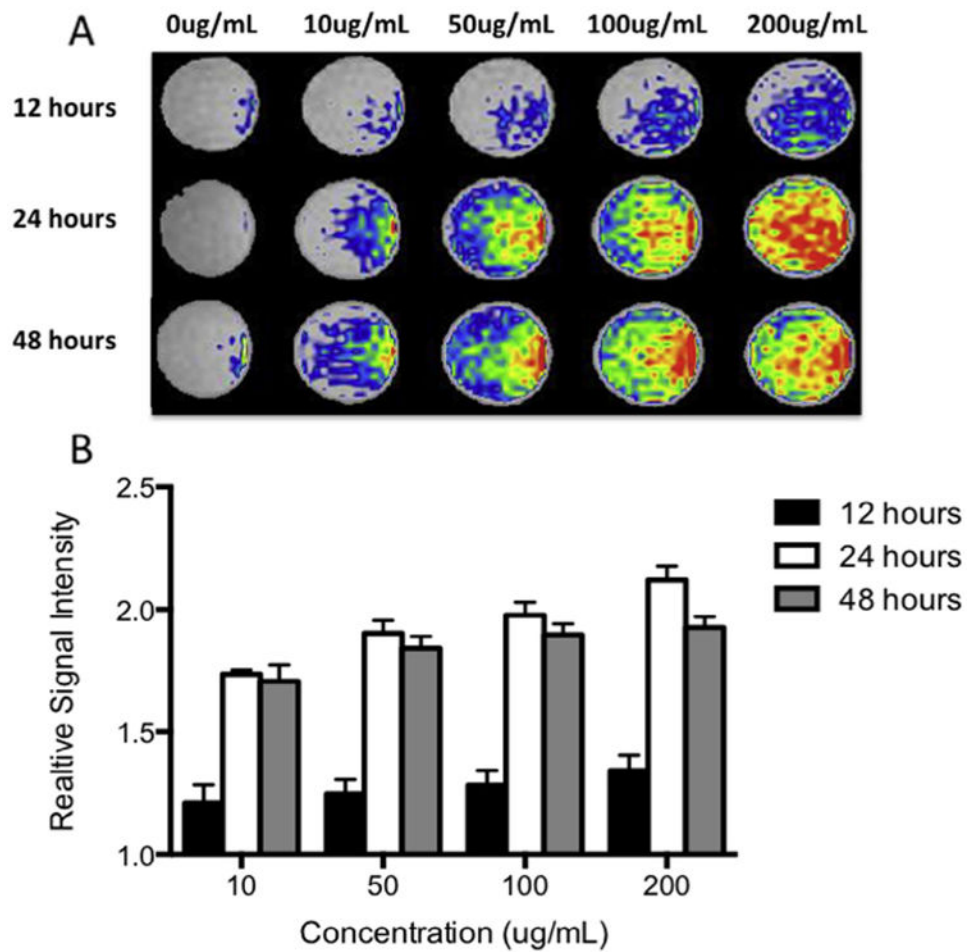 A
0ug/mL 10ug/mL 50ug/mL 100ug/mL 200ug/mL
12 hours
24 hours
48 hours
B
2.5
2.0
1.5
1.0
Realtive Signal Intensity
10 50 100 200
Concentration (ug/mL)
12 hours
24 hours
48 hours